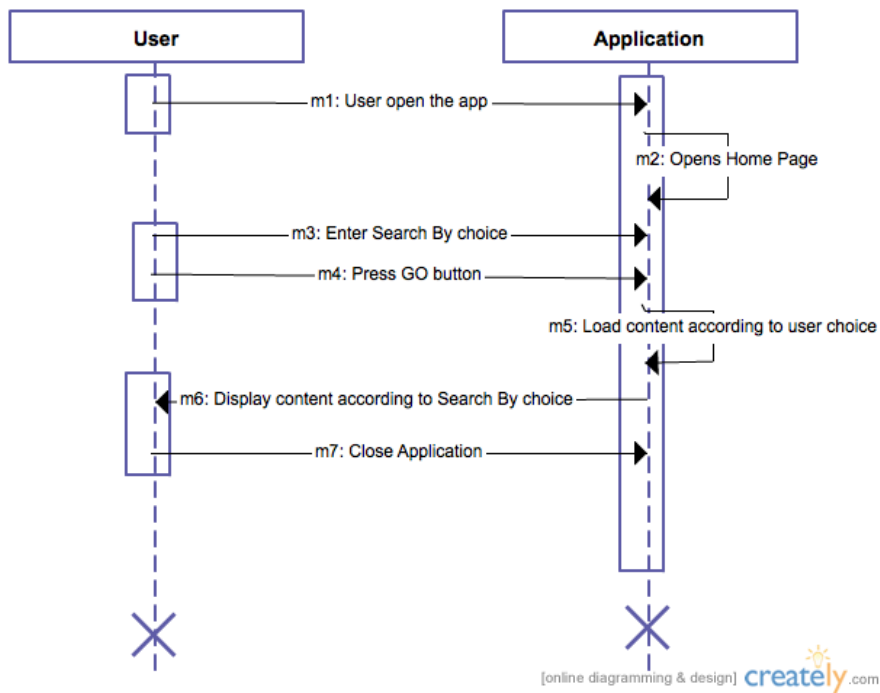 User
Application
m1: User open the app
m2: Opens Home Page
m3: Enter Search By choice
m4: Press GO button
m5: Load content according to user choice
m6: Display content according to Search By choice
m7: Close Application
[online diagramming & design] creately.com